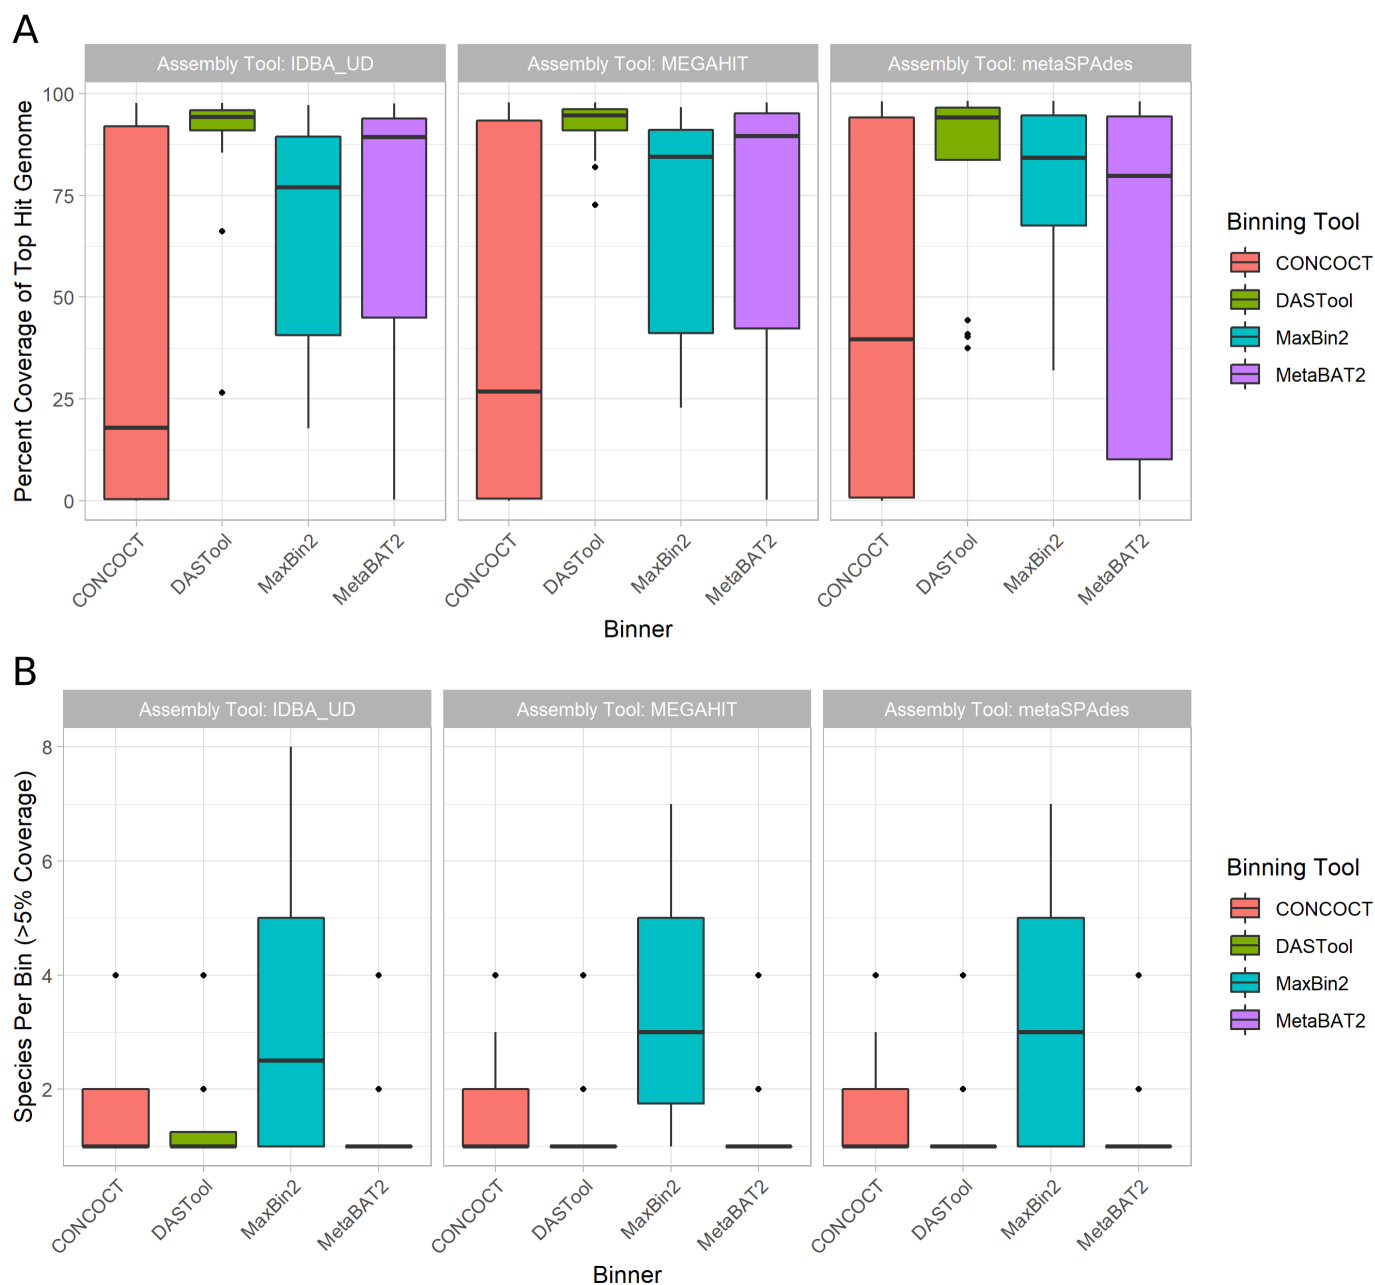 A
Assembly Tool: IDBA_UD
Assembly Tool: MEGAHIT
Assembly Tool: metaSPAdes
Percent Coverage of Top Hit Genome
100
75
50
25
0
CONCOCT
DASTool
MaxBin2
MetaBAT2
CONCOCT
DASTool
MaxBin2
MetaBAT2
CONCOCT
DASTool
MaxBin2
MetaBAT2
Binner
Binning Tool
CONCOCT
DASTool
MaxBin2
MetaBAT2
B
Assembly Tool: IDBA_UD
Assembly Tool: MEGAHIT
Assembly Tool: metaSPAdes
Species Per Bin (>5% Coverage)
8
6
4
2
CONCOCT
DASTool
MaxBin2
MetaBAT2
CONCOCT
DASTool
MaxBin2
MetaBAT2
CONCOCT
DASTool
MaxBin2
MetaBAT2
Binner
Binning Tool
CONCOCT
DASTool
MaxBin2
MetaBAT2